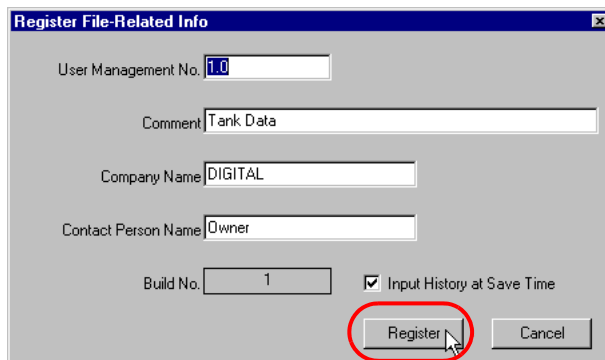 Register File-Related Info
User Management No. 1.0
Comment Tank Data
Company Name DIGITAL
Contact Person Name Owner
Build No. 1 Input History at Save Time
Register Cancel